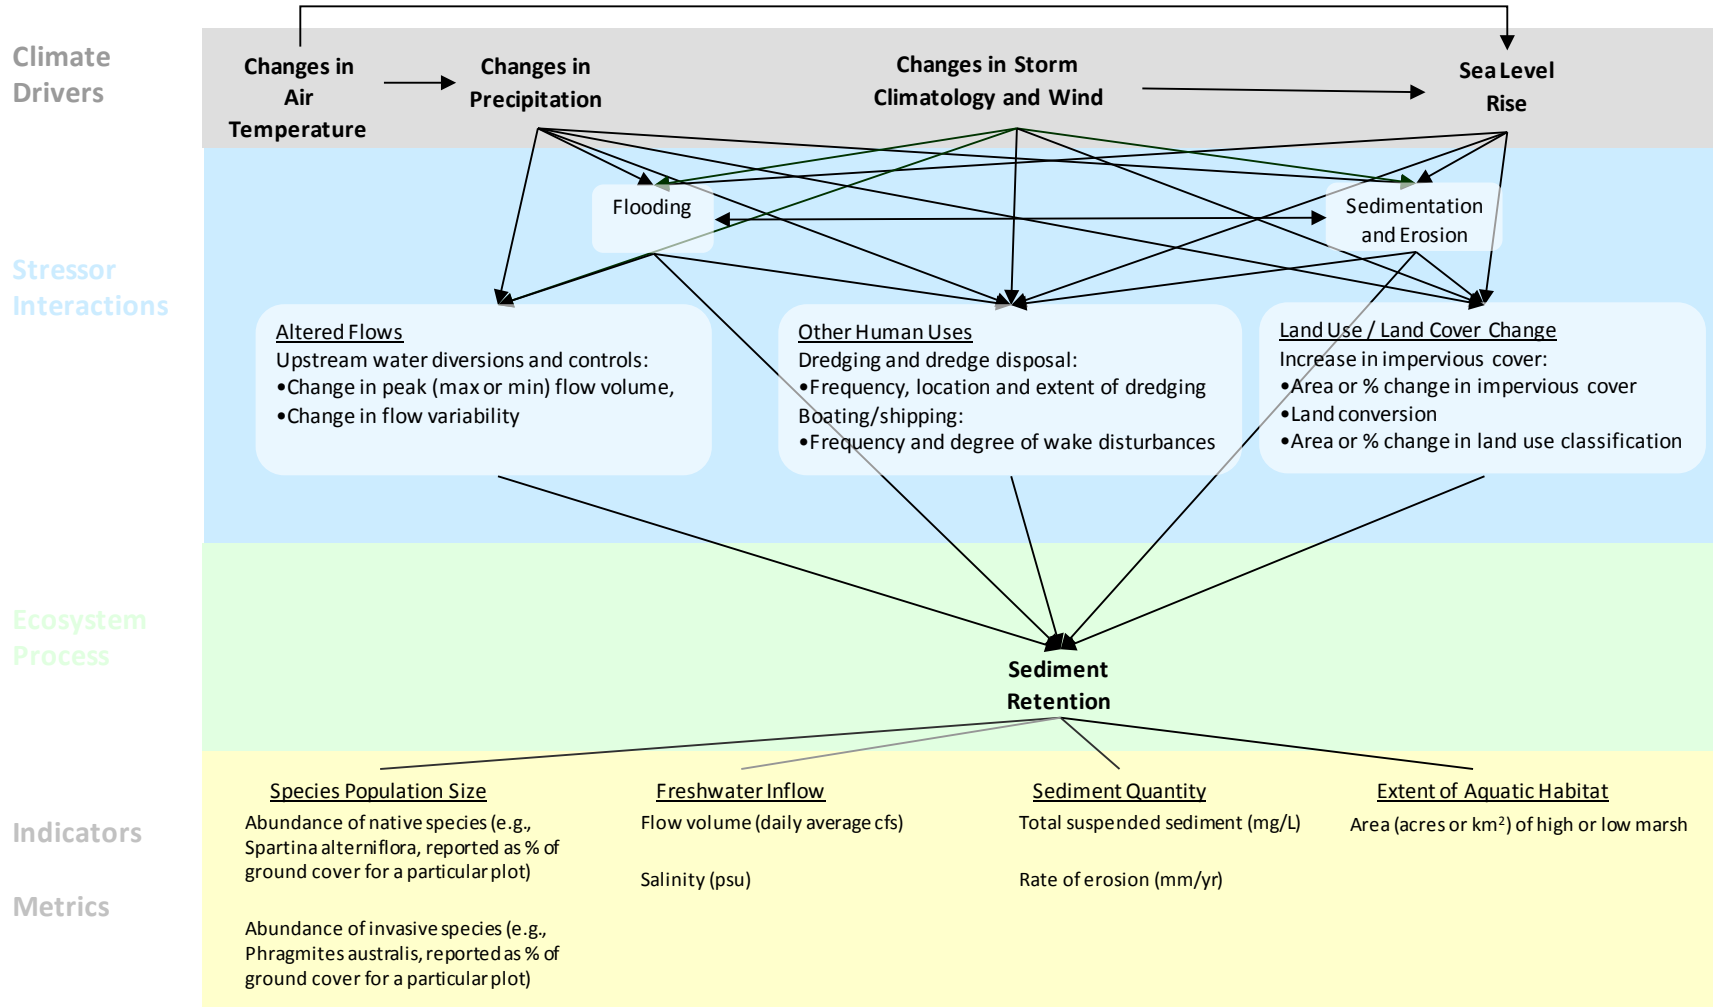 Climate
Drivers
Changes in
Air
Temperature
Changes in
Precipitation
Changes in Storm
Climatology and Wind
Sea Level
Rise
Stressor
Interactions
Flooding
Sedimentation
and Erosion
Altered Flows
Upstream water diversions and controls:
•Change in peak (max or min) flow volume,
•Change in flow variability
Other Human Uses
Dredging and dredge disposal:
•Frequency, location and extent of dredging
Boating/shipping:
•Frequency and degree of wake disturbances
Land Use / Land Cover Change
Increase in impervious cover:
•Area or % change in impervious cover
•Land conversion
•Area or % change in land use classification
Ecosystem
Process
Sediment
Retention
Indicators
Metrics
Species Population Size
Abundance of native species (e.g.,
Spartina alterniflora, reported as % of
ground cover for a particular plot)
Abundance of invasive species (e.g.,
Phragmites australis, reported as % of
ground cover for a particular plot)
Freshwater Inflow
Flow volume (daily average cfs)
Salinity (psu)
Sediment Quantity
Total suspended sediment (mg/L)
Rate of erosion (mm/yr)
Extent of Aquatic Habitat
Area (acres or km²) of high or low marsh